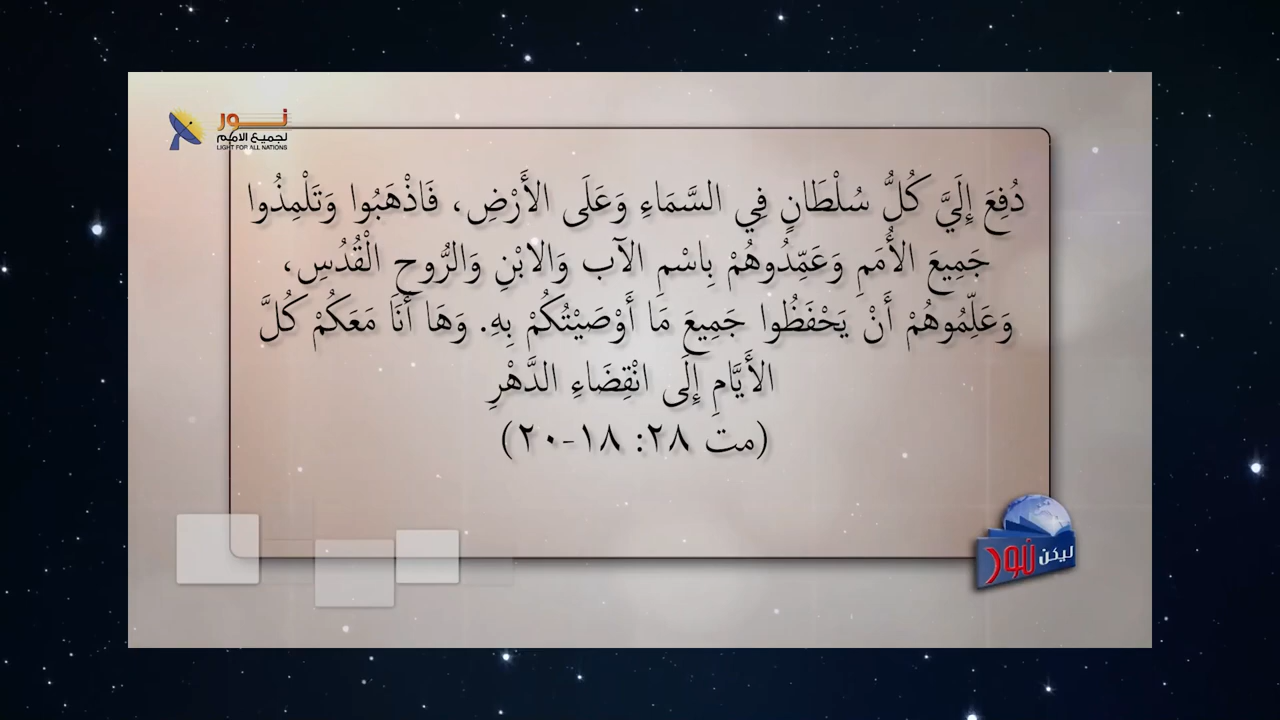 نور
لجميع الامم
LIGHT FOR ALL NATIONS
دُفِعَ إِلَيَّ كُلُّ سُلْطَانٍ فِي السَّمَاءِ وَعَلَى الأَرْضِ، فَاذْهَبُوا وَتَلْمِذُوا
جَمِيعَ الأُمَمِ وَعَمِّدُوهُمْ بِاسْمِ الآب وَالابْنِ وَالرُّوحِ الْقُدُسِ،
وَعَلِّمُوهُمْ أَنْ يَحْفَظُوا جَمِيعَ مَا أَوْصَيْتُكُمْ بِهِ. وَهَا أَنَا مَعَكُمْ كُلَّ
الأَيَّامِ إِلَى انْقِضَاءِ الدَّهْرِ
(مت ٢٨: ١٨-٢٠)
ليكن نور